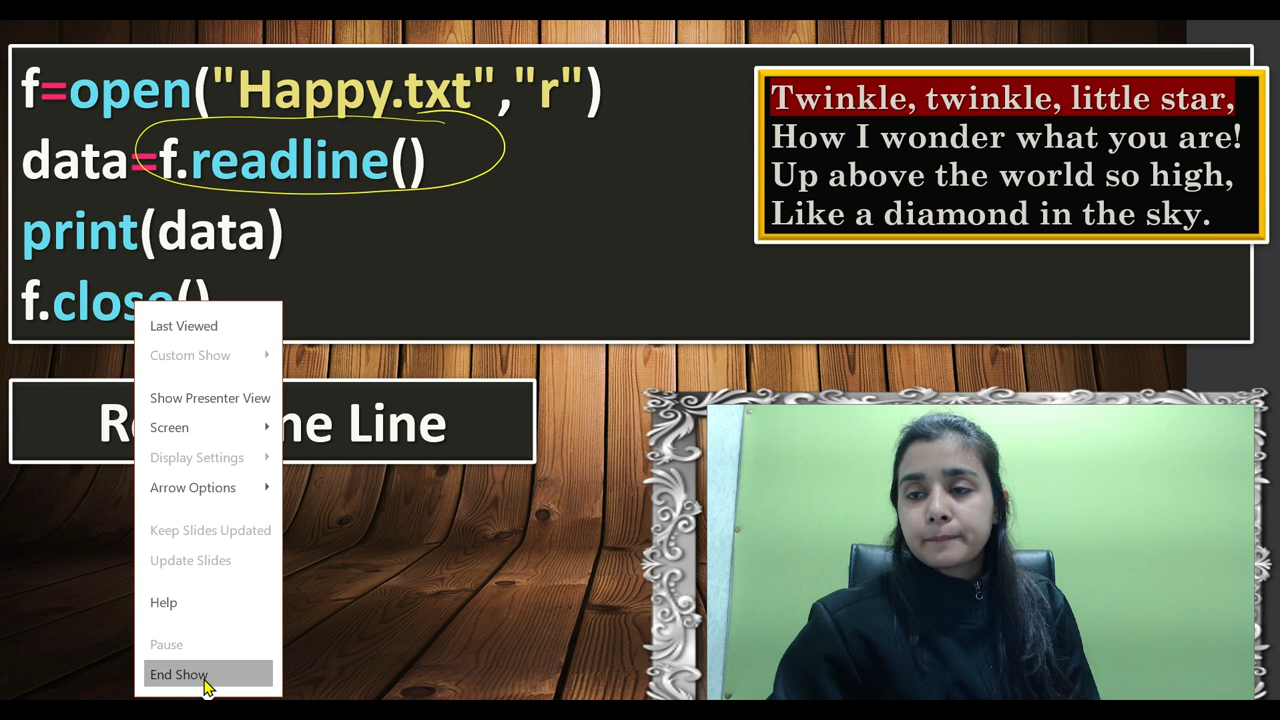 f=open("Happy.txt","r")
data=f.readline()
print(data)
f.close()
Twinkle, twinkle, little star,
How I wonder what you are!
Up above the world so high,
Like a diamond in the sky.
ne Line
Last Viewed
Custom Show
Show Presenter View
Screen
Display Settings
Arrow Options
Keep Slides Updated
Update Slides
Help
Pause
End Show